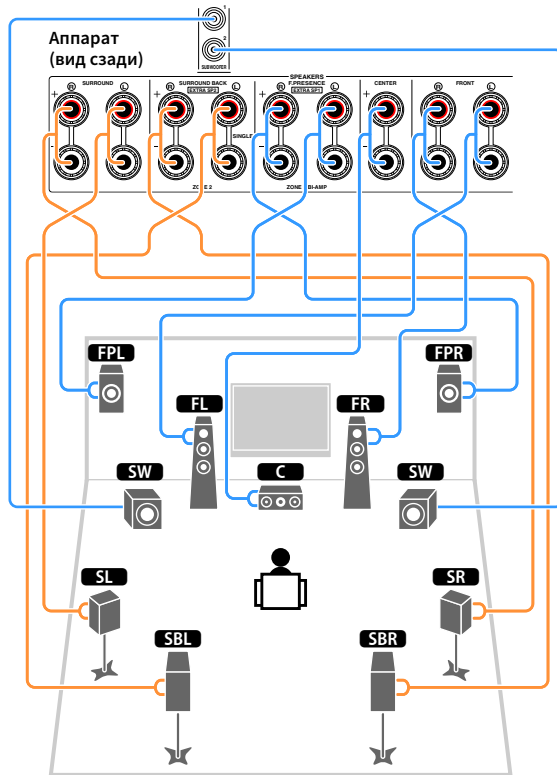 1
2
SUBWOOFER
Аппарат
(вид сзади)
SPEAKERS
SURROUND
SURROUND BACK
F.PRESENCE
CENTER
FRONT
EXTRA SP2
EXTRA SP1
R L R L R L R L
+ + + + +
SINGLE
- - - - -
ZONE 2
BI-AMP
FPL FPR
FL FR
SW C SW
SL SR
SBL SBR